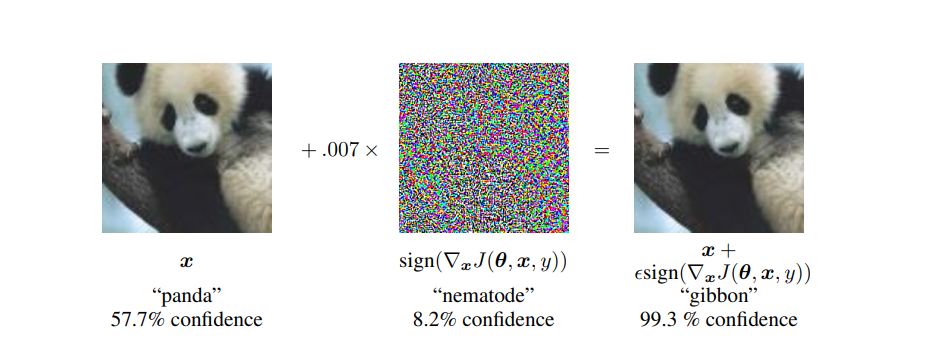 + .007 ×
=
x
sign(∇ₓJ(θ, x, y))
x +
ϵsign(∇ₓJ(θ, x, y))
“panda”
“nematode”
“gibbon”
57.7% confidence
8.2% confidence
99.3 % confidence